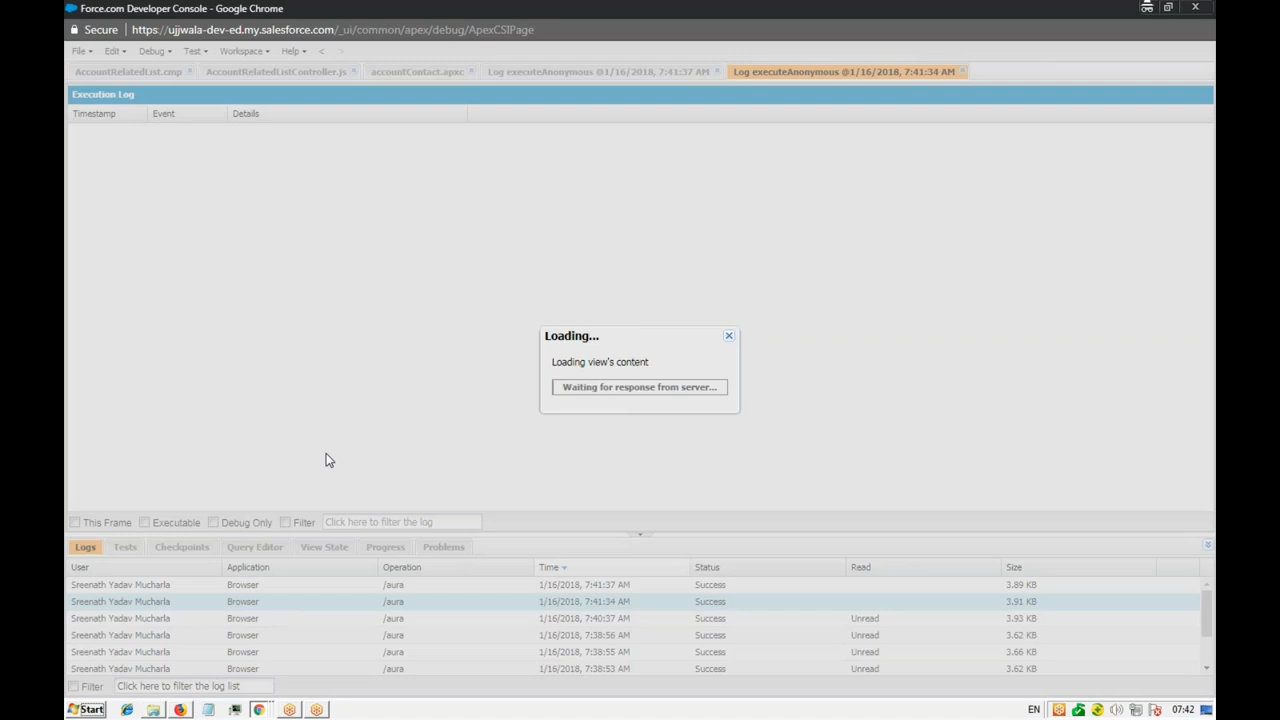 Force.com Developer Console - Google Chrome
Secure https://ujjwala-dev-ed.my.salesforce.com/_ui/common/apex/debug/ApexCSIPage
File Edit Debug Test Workspace Help < >
AccountRelatedList.cmp AccountRelatedListController.js accountContact.apxc Log executeAnonymous @1/16/2018, 7:41:37 AM Log executeAnonymous @1/16/2018, 7:41:34 AM
Execution Log
Timestamp Event Details
Loading...
Loading view's content
Waiting for response from server...
This Frame Executable Debug Only Filter Click here to filter the log
Logs Tests Checkpoints Query Editor View State Progress Problems
User Application Operation Time Status Read Size
Sreenath Yadav Mucharla Browser /aura 1/16/2018, 7:41:37 AM Success 3.89 KB
Sreenath Yadav Mucharla Browser /aura 1/16/2018, 7:41:34 AM Success 3.91 KB
Sreenath Yadav Mucharla Browser /aura 1/16/2018, 7:40:37 AM Success Unread 3.93 KB
Sreenath Yadav Mucharla Browser /aura 1/16/2018, 7:38:56 AM Success Unread 3.62 KB
Sreenath Yadav Mucharla Browser /aura 1/16/2018, 7:38:55 AM Success Unread 3.66 KB
Sreenath Yadav Mucharla Browser /aura 1/16/2018, 7:38:53 AM Success Unread 3.62 KB
Filter Click here to filter the log list
Start EN 07:42